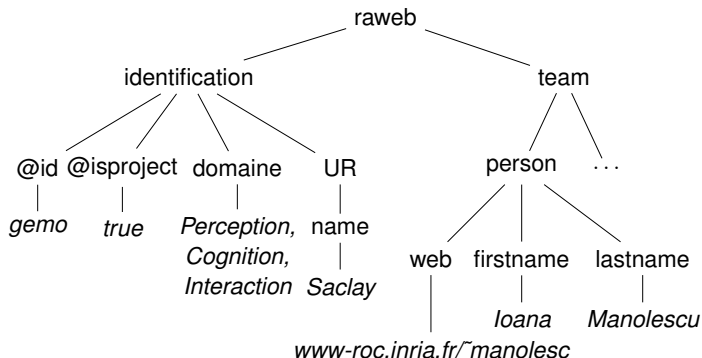 raweb
identification team
@id @isproject domaine UR person ...
gemo true Perception, name
Cognition, web firstname lastname
Interaction Saclay
Ioana Manolescu
www-roc.inria.fr/˜manolesc